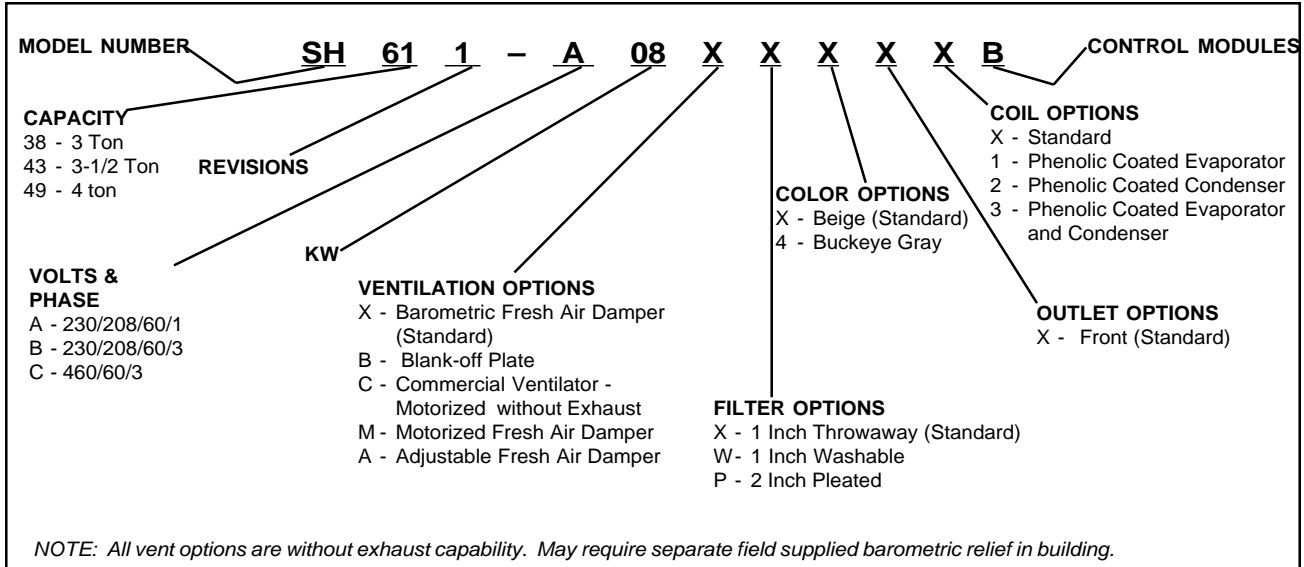 MODEL NUMBER
SH 61 1 – A 08 X X X X X B
CONTROL MODULES
CAPACITY
38 - 3 Ton
43 - 3-1/2 Ton
49 - 4 ton
REVISIONS
VOLTS &
PHASE
A - 230/208/60/1
B - 230/208/60/3
C - 460/60/3
KW
VENTILATION OPTIONS
X - Barometric Fresh Air Damper
(Standard)
B - Blank-off Plate
C - Commercial Ventilator -
Motorized without Exhaust
M - Motorized Fresh Air Damper
A - Adjustable Fresh Air Damper
FILTER OPTIONS
X - 1 Inch Throwaway (Standard)
W- 1 Inch Washable
P - 2 Inch Pleated
COLOR OPTIONS
X - Beige (Standard)
4 - Buckeye Gray
OUTLET OPTIONS
X - Front (Standard)
COIL OPTIONS
X - Standard
1 - Phenolic Coated Evaporator
2 - Phenolic Coated Condenser
3 - Phenolic Coated Evaporator
and Condenser
NOTE: All vent options are without exhaust capability. May require separate field supplied barometric relief in building.